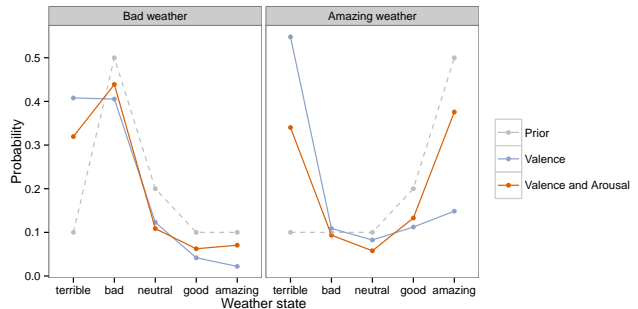 Bad weather
Amazing weather
Probability
0.5
0.4
0.3
0.2
0.1
0.0
terrible bad neutral good amazing
terrible bad neutral good amazing
Weather state
Prior
Valence
Valence and Arousal